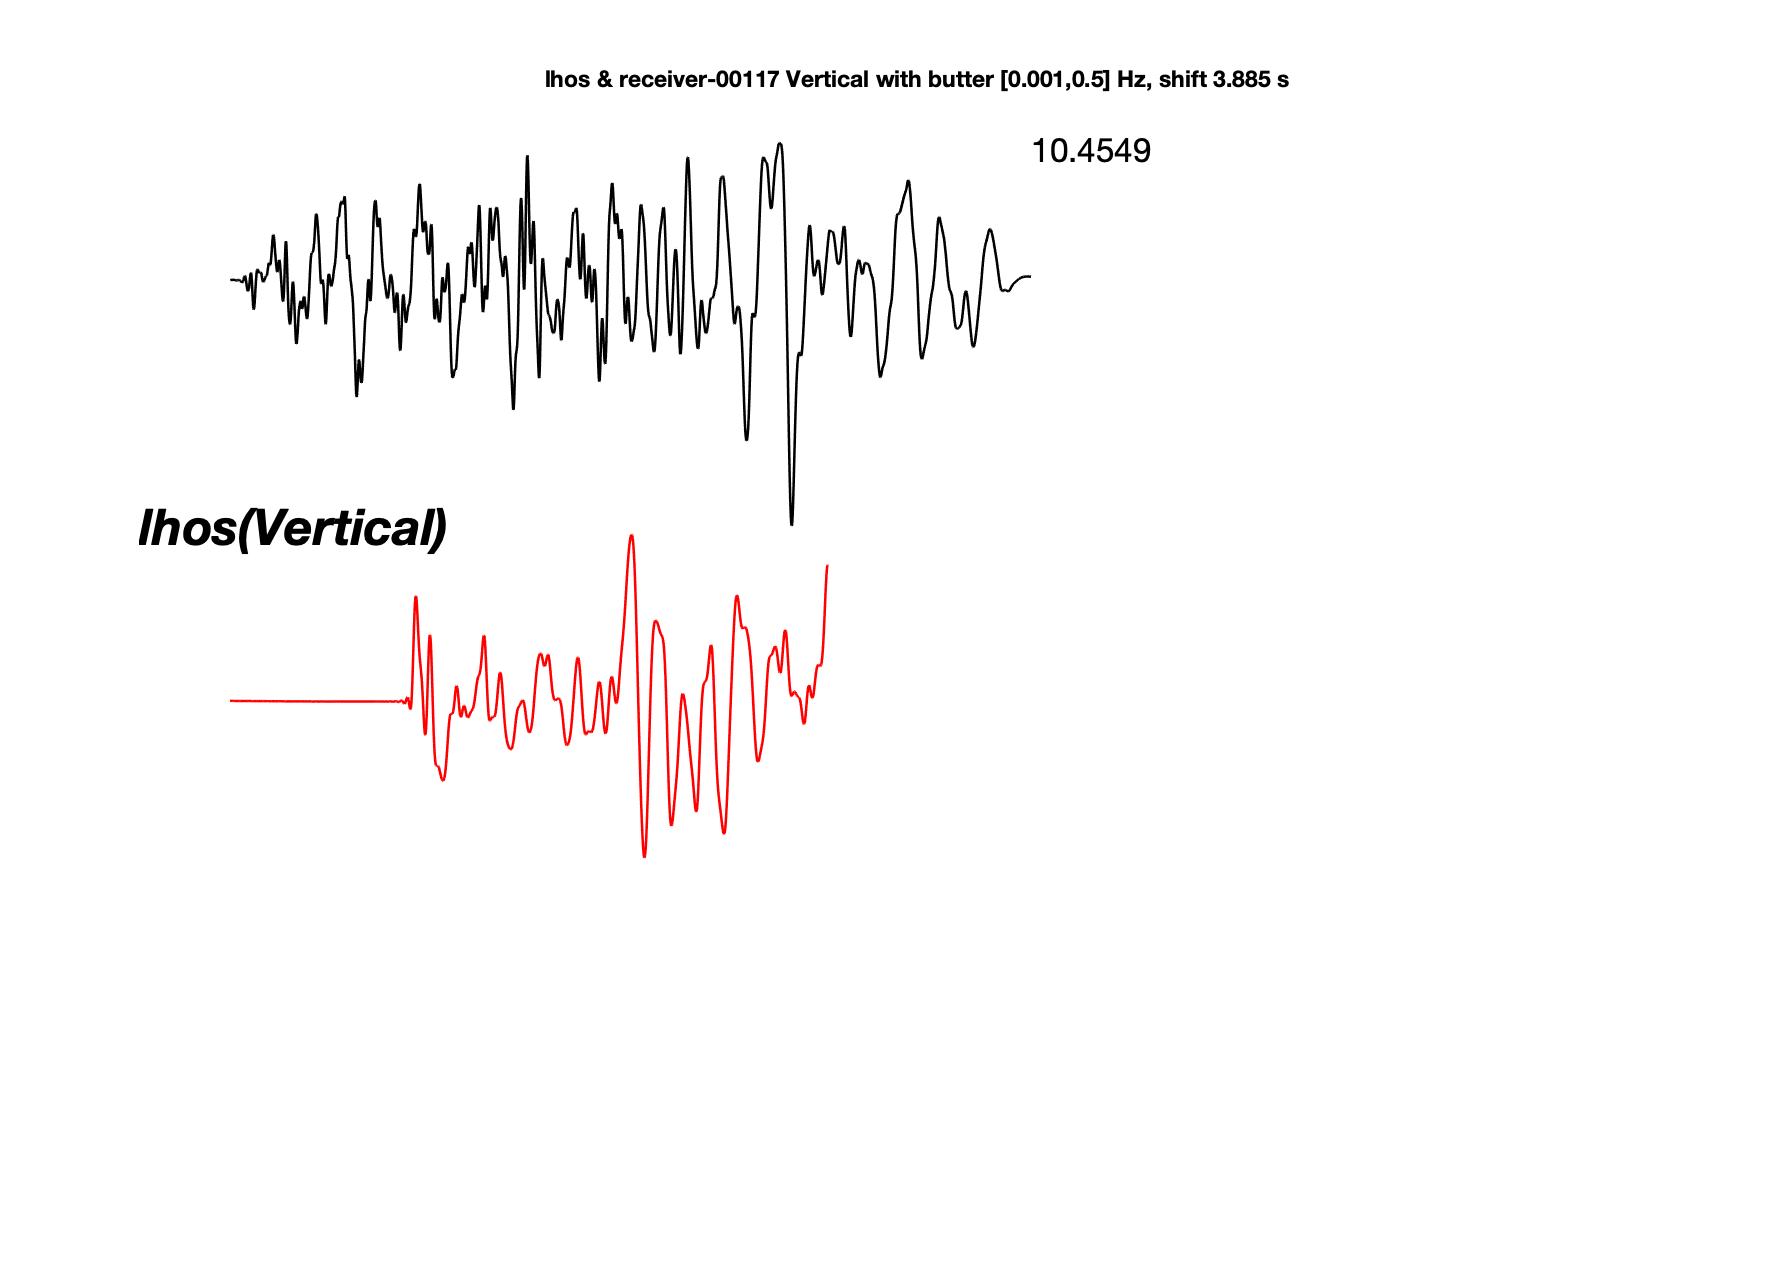 lhos & receiver-00117 Vertical with butter [0.001,0.5] Hz, shift 3.885 s
10.4549
lhos(Vertical)